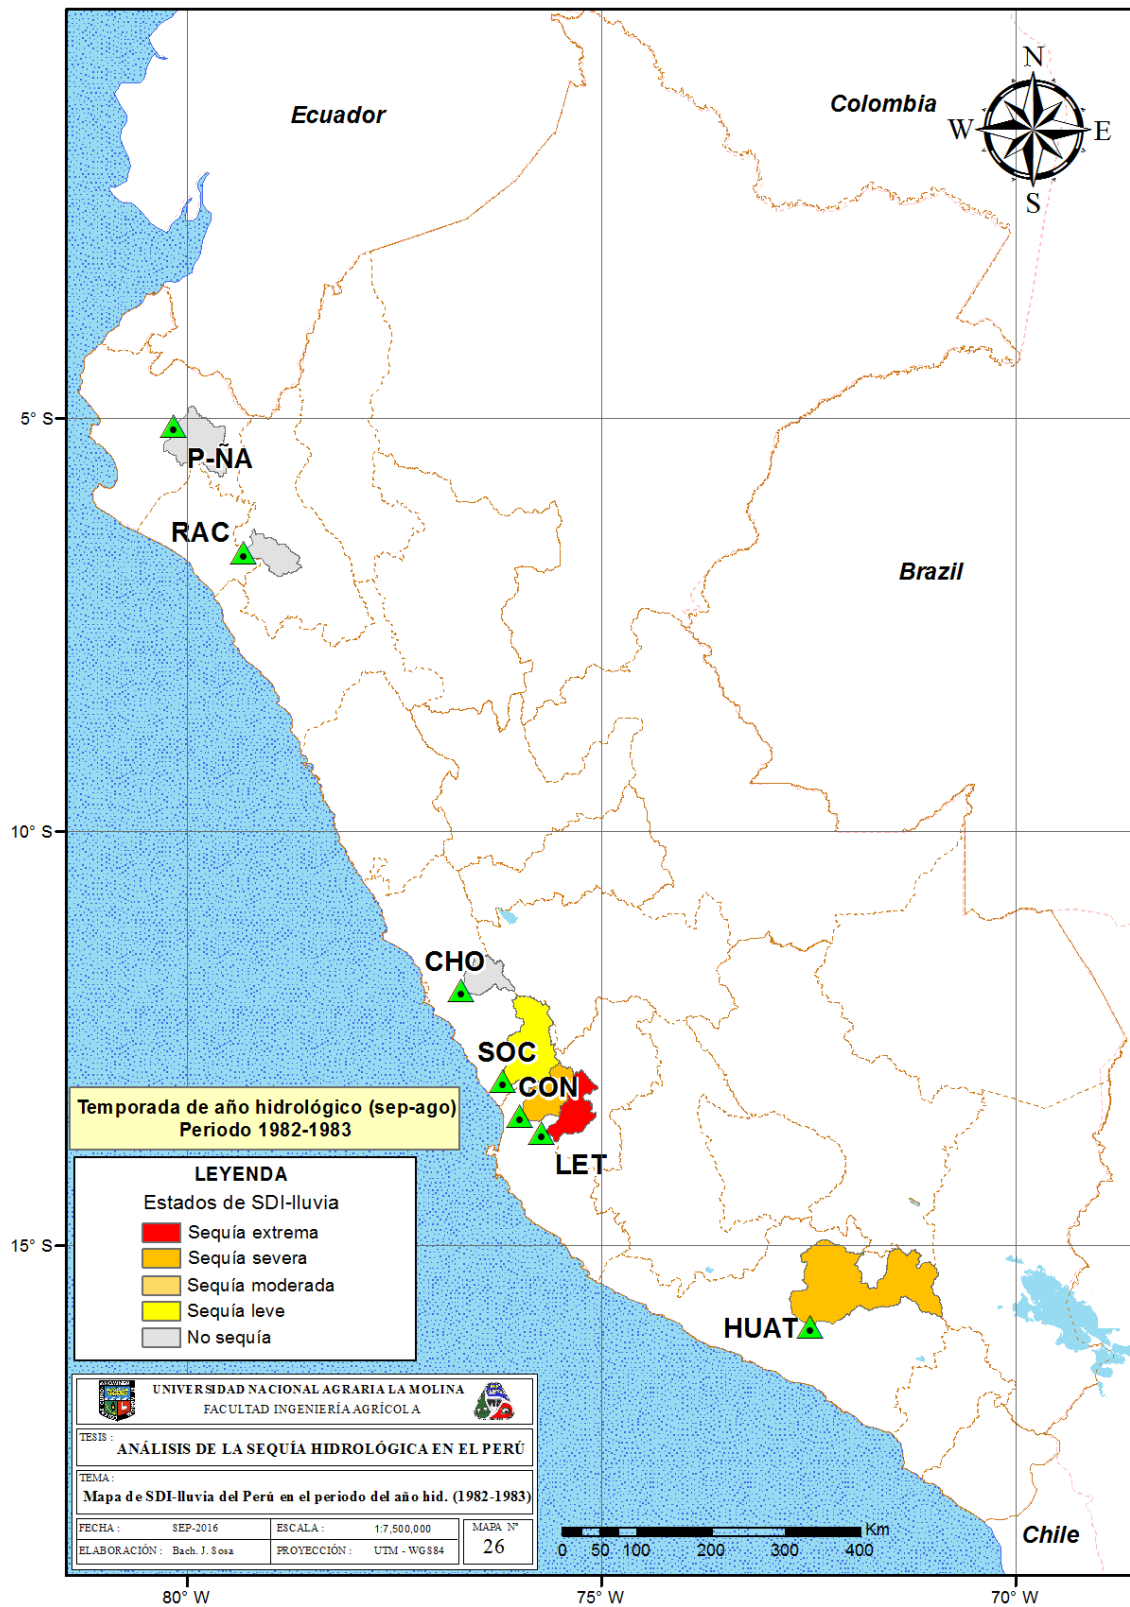 N
W
E
S
Ecuador
Colombia
Brazil
Chile
5° S
10° S
15° S
80° W
75° W
70° W
P-ÑA
RAC
CHO
SOC
CON
LET
HUAT
Temporada de año hidrológico (sep-ago)
Periodo 1982-1983
LEYENDA
Estados de SDI-lluvia
Sequía extrema
Sequía severa
Sequía moderada
Sequía leve
No sequía
UNIVERSIDAD NACIONAL AGRARIA LA MOLINA
FACULTAD INGENIERÍA AGRÍCOLA
TESIS :
ANÁLISIS DE LA SEQUÍA HIDROLÓGICA EN EL PERÚ
TEMA :
Mapa de SDI-lluvia del Perú en el periodo del año hid. (1982-1983)
FECHA : SEP-2016
ESCALA : 1:7,500,000
MAPA Nº
26
ELABORACIÓN : Bach. J. Sosa
PROYECCIÓN : UTM - WGS84
Km
0 50 100 200 300 400